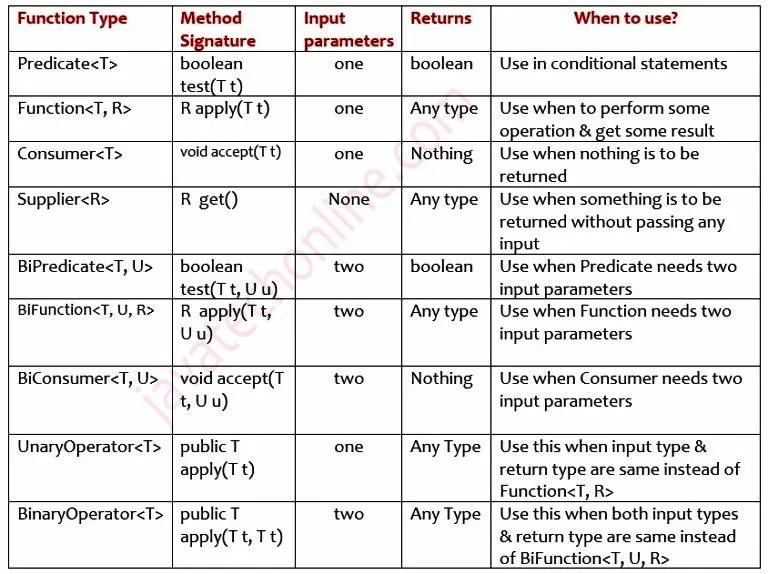 Function Type Method Signature Input parameters Returns When to use?
Predicate<T> boolean test(T t) one boolean Use in conditional statements
Function<T, R> R apply(T t) one Any type Use when to perform some operation & get some result
Consumer<T> void accept(T t) one Nothing Use when nothing is to be returned
Supplier<R> R get() None Any type Use when something is to be returned without passing any input
BiPredicate<T, U> boolean test(T t, U u) two boolean Use when Predicate needs two input parameters
BiFunction<T, U, R> R apply(T t, U u) two Any type Use when Function needs two input parameters
BiConsumer<T, U> void accept(T t, U u) two Nothing Use when Consumer needs two input parameters
UnaryOperator<T> public T apply(T t) one Any Type Use this when input type & return type are same instead of Function<T, R>
BinaryOperator<T> public T apply(T t, T t) two Any Type Use this when both input types & return type are same instead of BiFunction<T, U, R>
javatechonline.com